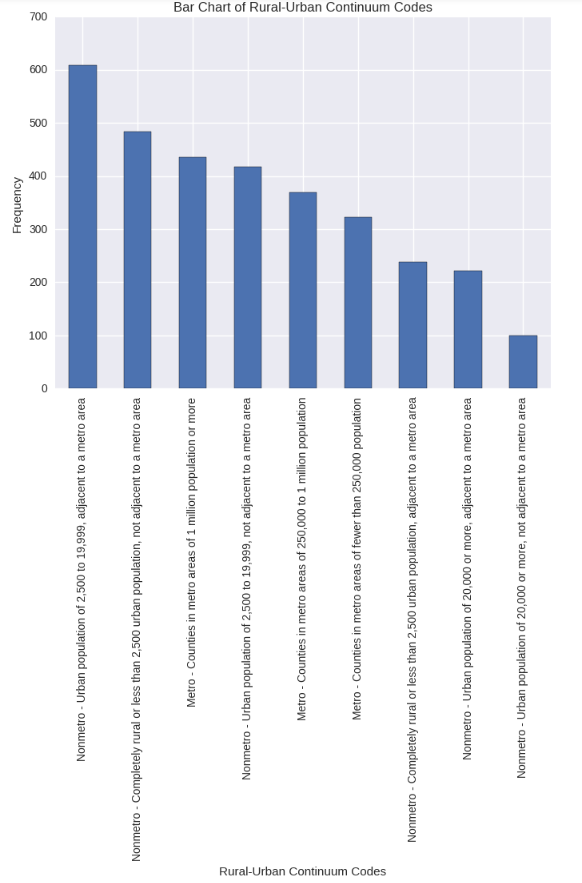 Bar Chart of Rural-Urban Continuum Codes
700
600
500
400
300
200
100
0
Frequency
Nonmetro - Urban population of 2,500 to 19,999, adjacent to a metro area
Nonmetro - Completely rural or less than 2,500 urban population, not adjacent to a metro area
Metro - Counties in metro areas of 1 million population or more
Nonmetro - Urban population of 2,500 to 19,999, not adjacent to a metro area
Metro - Counties in metro areas of 250,000 to 1 million population
Metro - Counties in metro areas of fewer than 250,000 population
Nonmetro - Completely rural or less than 2,500 urban population, adjacent to a metro area
Nonmetro - Urban population of 20,000 or more, adjacent to a metro area
Nonmetro - Urban population of 20,000 or more, not adjacent to a metro area
Rural-Urban Continuum Codes